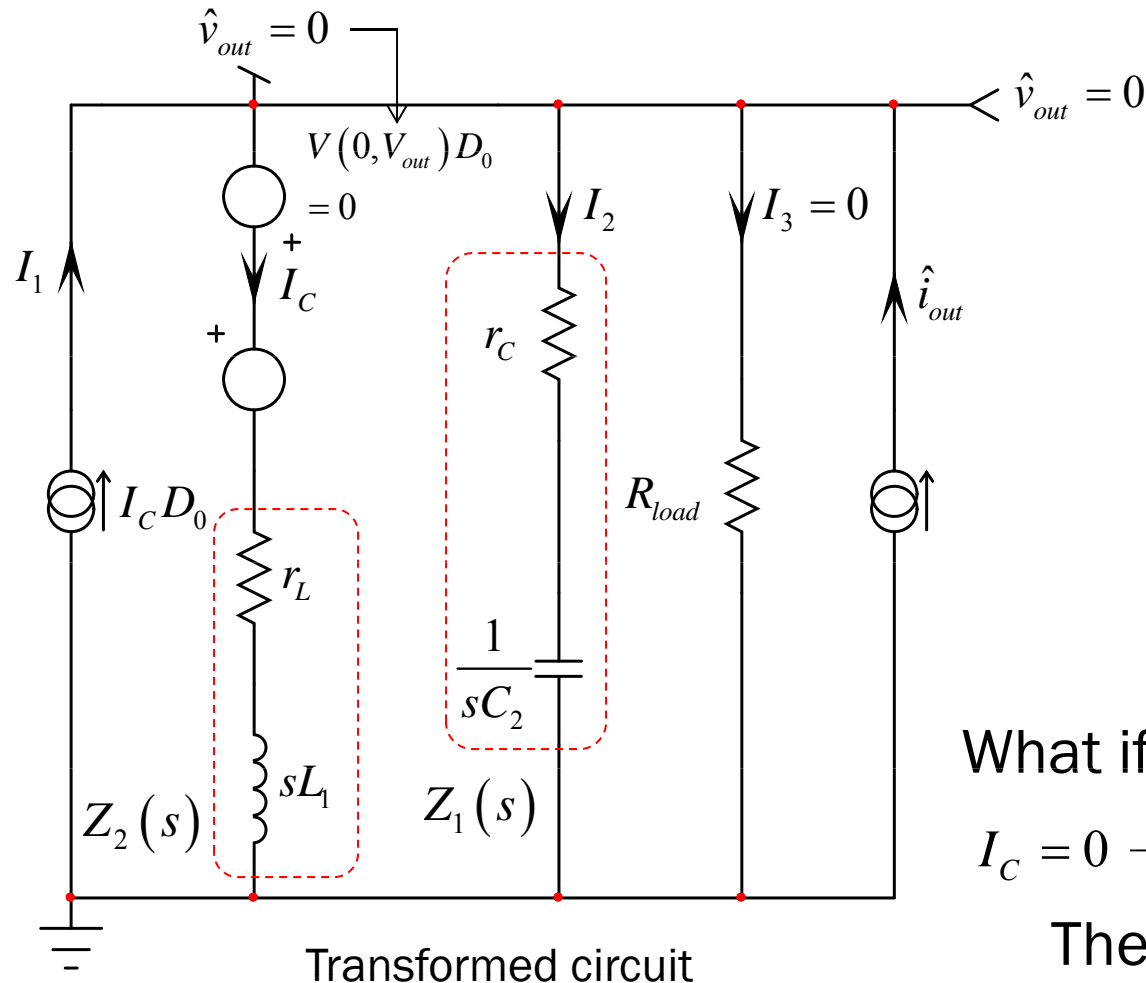 v̂_out = 0
v̂_out = 0
V(0,V_out)D_0
= 0
+
I_1
I_C
I_2
I_3 = 0
î_out
+
r_C
I_C D_0
R_load
r_L
1/(sC_2)
sL_1
Z_2(s)
Z_1(s)
What if
I_C = 0
The
Transformed circuit